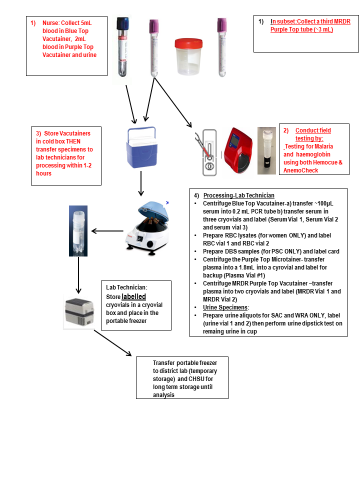 1) Nurse: Collect 5mL
blood in Blue Top
Vacutainer, 2mL
blood in Purple Top
Vacutainer and urine
1) In subset:Collect a third MRDR
Purple Top tube (~3 mL)
3) Store Vacutainers
in cold box THEN
transfer specimens to
lab technicians for
processing within 1-2
hours
2) Conduct field
testing by:
Testing for Malaria
and haemoglobin
using both Hemocue &
AnemoCheck
4) Processing-Lab Technician
• Centrifuge Blue Top Vacutainer-a) transfer ~100µL
serum into 0.2 mL PCR tube b) transfer serum in
three cryovials and label (Serum Vial 1, Serum Vial 2
and serum vial 3)
• Prepare RBC lysates (for women ONLY) and label
RBC vial 1 and RBC vial 2
• Prepare DBS samples (for PSC ONLY) and label card
• Centrifuge the Purple Top Microtainer- transfer
plasma into a 1.8mL into a cryovial and label for
backup (Plasma Vial #1)
• Centrifuge MRDR Purple Top Vacutainer –transfer
plasma into two cryovials and label (MRDR Vial 1 and
MRDR Vial 2)
• Urine Specimens:
• Prepare urine aliquots for SAC and WRA ONLY, label
(urine vial 1 and 2) then perform urine dipstick test on
remaing urine in cup
Lab Technician:
Store labelled
cryovials in a cryovial
box and place in the
portable freezer
Transfer portable freezer
to district lab (temporary
storage) and CHSU for
long term storage until
analysis